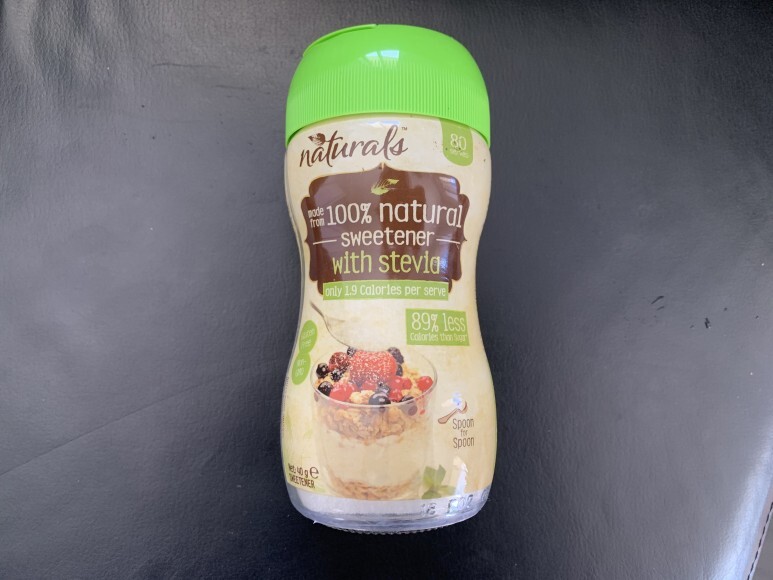 naturals™
80
made from 100% natural
sweetener
with stevia
only 1.9 Calories per serve
89% less
Calories than Sugar
Spoon
for
Spoon
Net 40 g e
SWEETENER